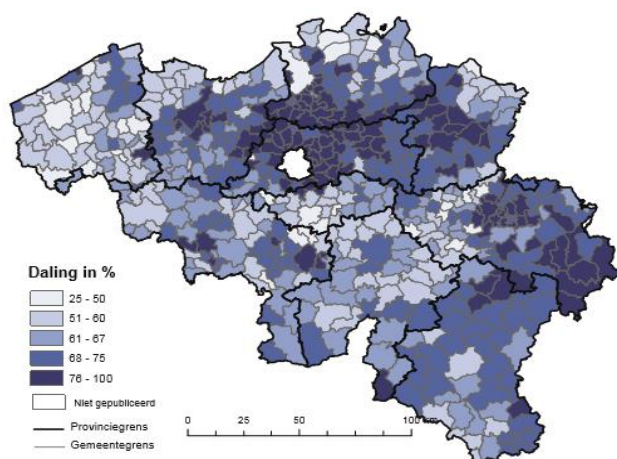 Daling in %
25 - 50
51 - 60
61 - 67
68 - 75
76 - 100
Niet gepubliceerd
Provinciegrens
Gemeentegrens
0 25 50 100 km